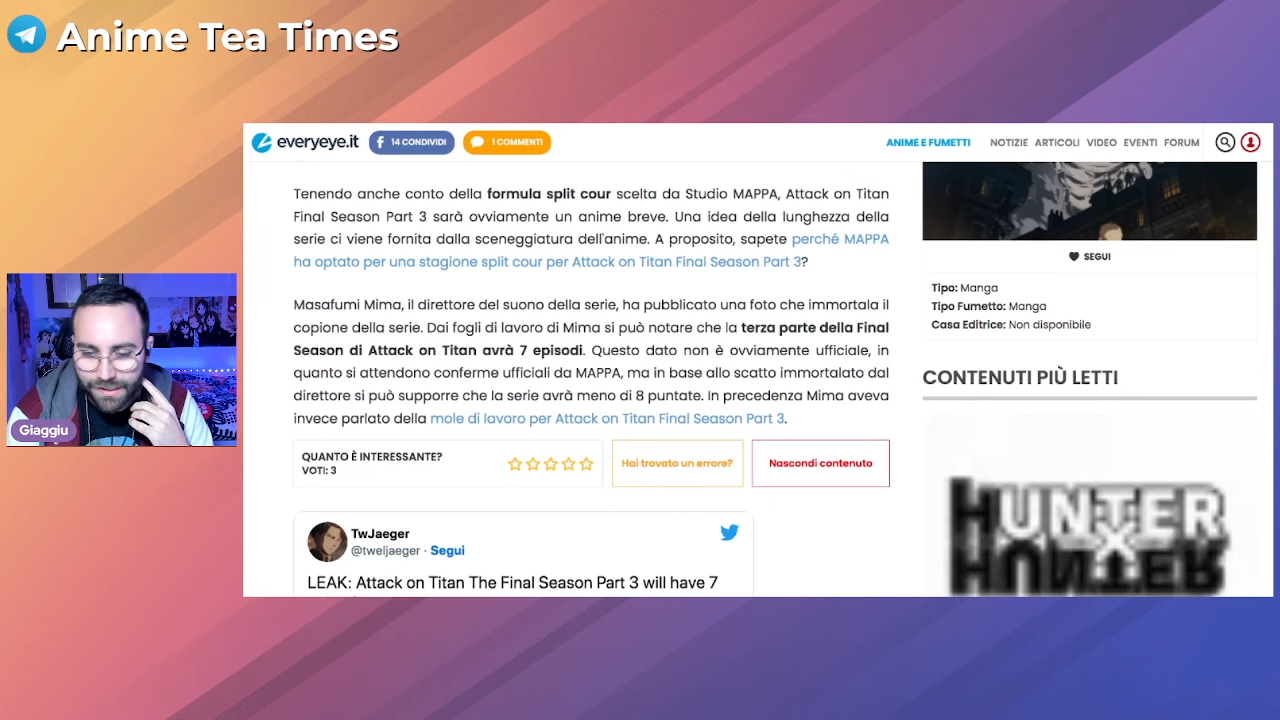 Anime Tea Times
everyeye.it
14 CONDIVIDI
1 COMMENTI
ANIME E FUMETTI
NOTIZIE
ARTICOLI
VIDEO
EVENTI
FORUM
Tenendo anche conto della formula split cour scelta da Studio MAPPA, Attack on Titan
Final Season Part 3 sarà ovviamente un anime breve. Una idea della lunghezza della
serie ci viene fornita dalla sceneggiatura dell'anime. A proposito, sapete perché MAPPA
ha optato per una stagione split cour per Attack on Titan Final Season Part 3?
Masafumi Mima, il direttore del suono della serie, ha pubblicato una foto che immortala il
copione della serie. Dai fogli di lavoro di Mima si può notare che la terza parte della Final
Season di Attack on Titan avrà 7 episodi. Questo dato non è ovviamente ufficiale, in
quanto si attendono conferme ufficiali da MAPPA, ma in base allo scatto immortalato dal
direttore si può supporre che la serie avrà meno di 8 puntate. In precedenza Mima aveva
invece parlato della mole di lavoro per Attack on Titan Final Season Part 3.
QUANTO È INTERESSANTE?
VOTI: 3
Hai trovato un errore?
Nascondi contenuto
TwJaeger
@tweljaeger · Segui
LEAK: Attack on Titan The Final Season Part 3 will have 7
SEGUI
Tipo: Manga
Tipo Fumetto: Manga
Casa Editrice: Non disponibile
CONTENUTI PIÙ LETTI
HUNTER
X
HUNTER
Giaggiu